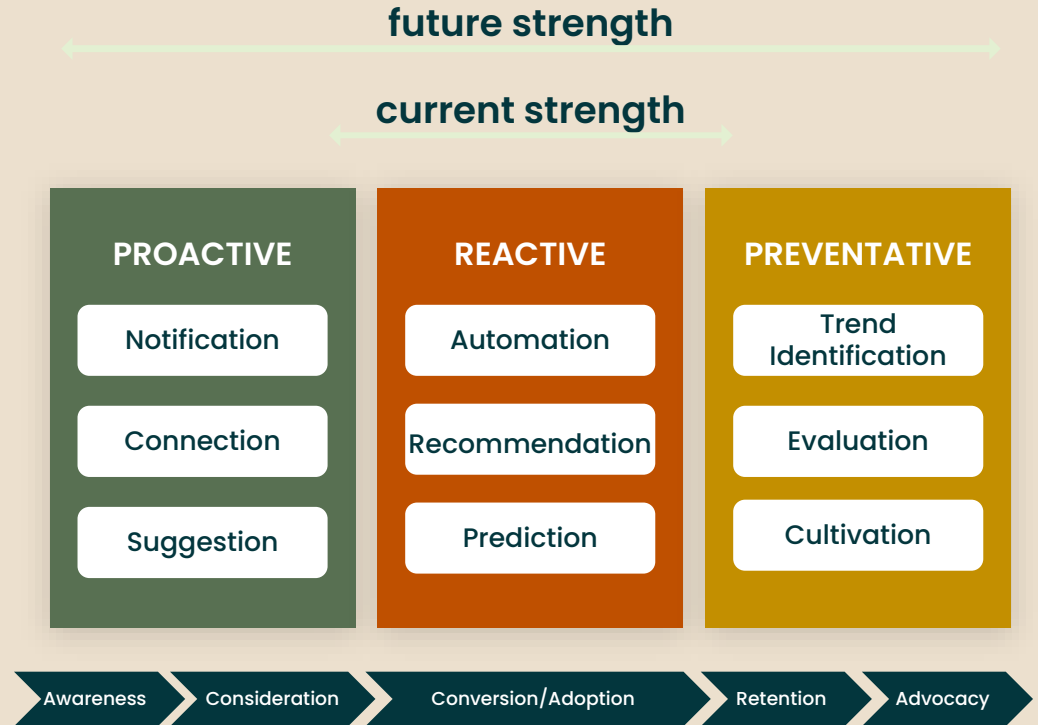 future strength
current strength
PROACTIVE
Notification
Connection
Suggestion
REACTIVE
Automation
Recommendation
Prediction
PREVENTATIVE
Trend
Identification
Evaluation
Cultivation
Awareness
Consideration
Conversion/Adoption
Retention
Advocacy